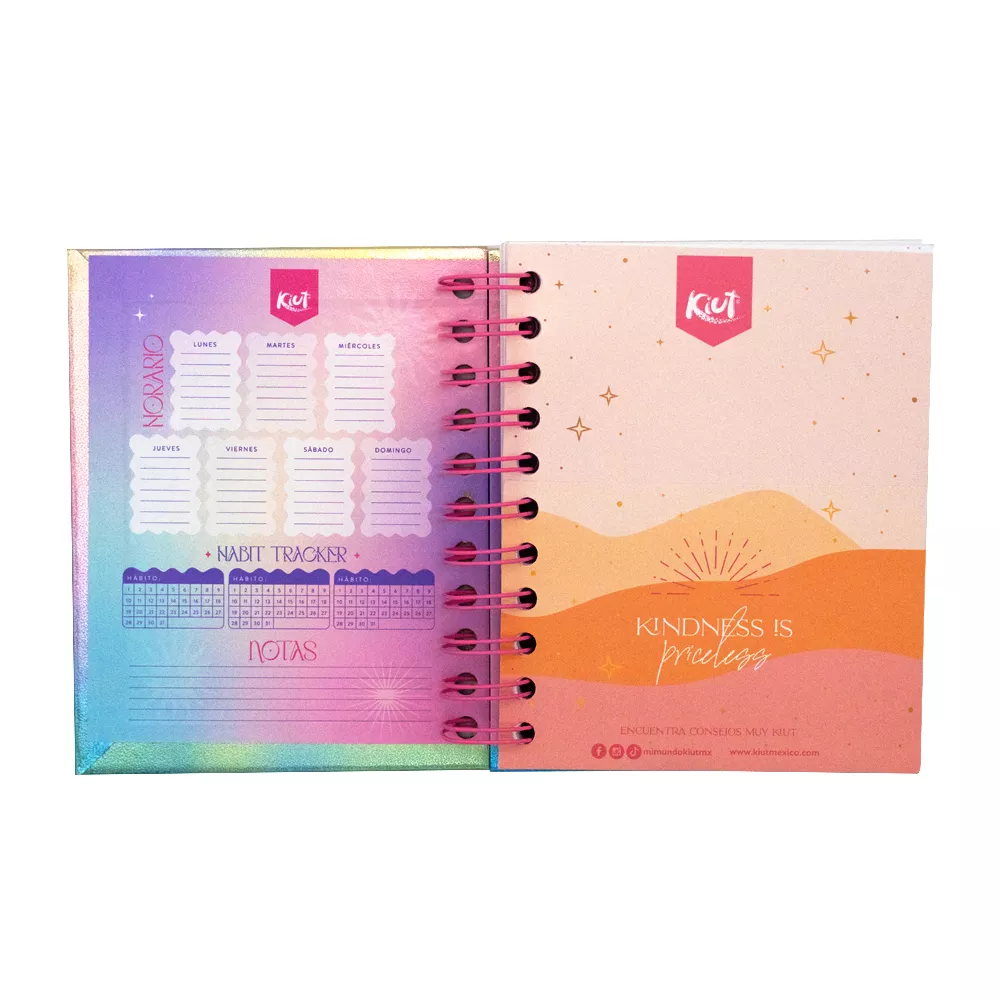 Kiut
HORARIO
LUNES
MARTES
MIÉRCOLES
JUEVES
VIERNES
SÁBADO
DOMINGO
HABIT TRACKER
HÁBITO:
1 2 3 4 5 6 7 8 9
10 11 12 13 14 15 16 17 18
19 20 21 22 23 24 25 26 27
28 29 30 31
HÁBITO:
1 2 3 4 5 6 7 8 9
10 11 12 13 14 15 16 17 18
19 20 21 22 23 24 25 26 27
28 29 30 31
HÁBITO:
1 2 3 4 5 6 7 8 9
10 11 12 13 14 15 16 17 18
19 20 21 22 23 24 25 26 27
28 29 30 31
NOTAS
Kiut
KINDNESS IS
priceless
ENCUENTRA CONSEJOS MUY KIUT
mimundokiutmx www.kiutmexico.com